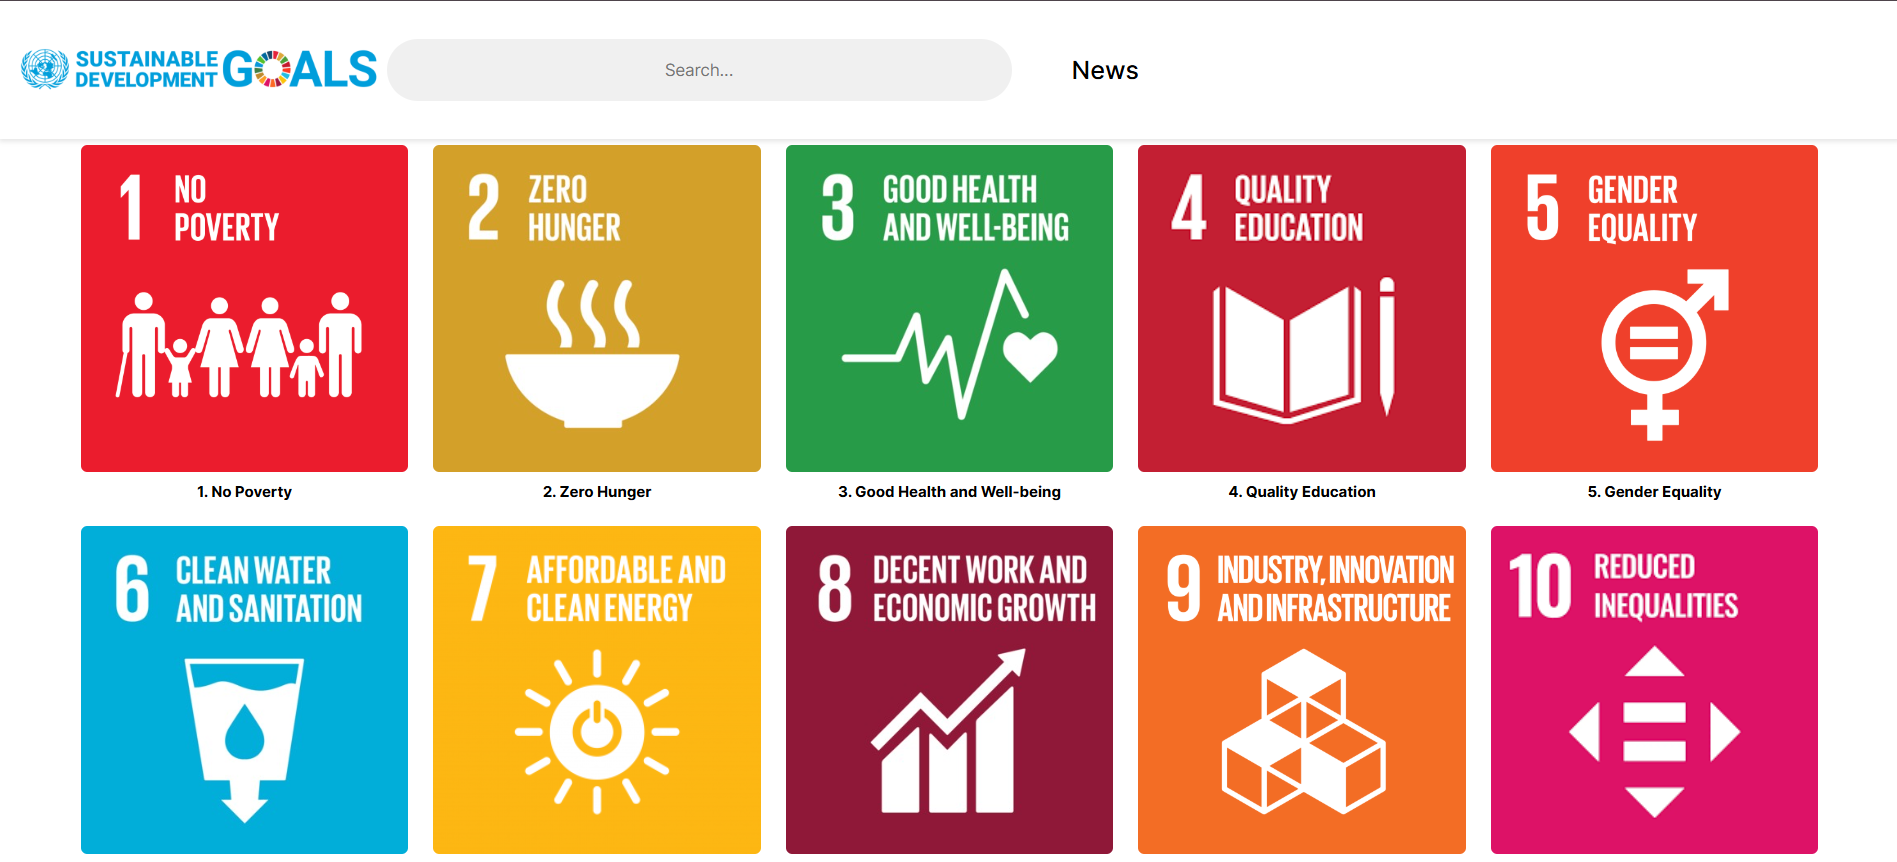 SUSTAINABLE
DEVELOPMENT
GOALS
Search...
News
1 NO
POVERTY
2 ZERO
HUNGER
3 GOOD HEALTH
AND WELL-BEING
4 QUALITY
EDUCATION
5 GENDER
EQUALITY
1. No Poverty
2. Zero Hunger
3. Good Health and Well-being
4. Quality Education
5. Gender Equality
6 CLEAN WATER
AND SANITATION
7 AFFORDABLE AND
CLEAN ENERGY
8 DECENT WORK AND
ECONOMIC GROWTH
9 INDUSTRY, INNOVATION
AND INFRASTRUCTURE
10 REDUCED
INEQUALITIES